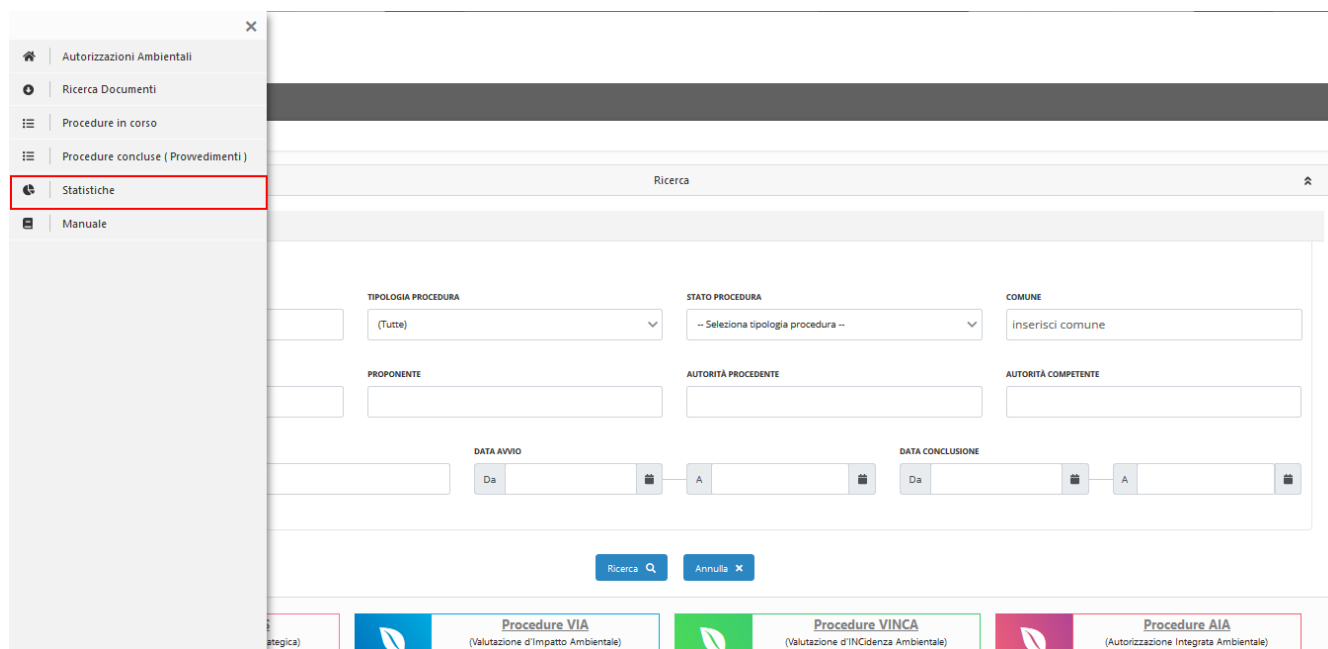 ×
Autorizzazioni Ambientali
Ricerca Documenti
Procedure in corso
Procedure concluse ( Provvedimenti )
Statistiche
Manuale
Ricerca
TIPOLOGIA PROCEDURA
STATO PROCEDURA
COMUNE
(Tutte)
-- Seleziona tipologia procedura --
inserisci comune
PROPONENTE
AUTORITÀ PROCEDENTE
AUTORITÀ COMPETENTE
DATA AVVIO
DATA CONCLUSIONE
Da
A
Da
A
Ricerca
Annulla ×
S
ategica)
Procedure VIA
(Valutazione d'Impatto Ambientale)
Procedure VINCA
(Valutazione d'INCidenza Ambientale)
Procedure AIA
(Autorizzazione Integrata Ambientale)